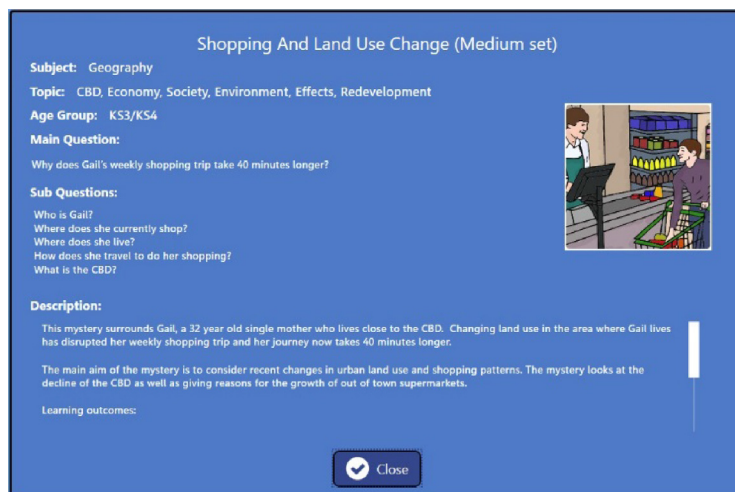 Shopping And Land Use Change (Medium set)
Subject: Geography
Topic: CBD, Economy, Society, Environment, Effects, Redevelopment
Age Group: KS3/KS4
Main Question:
Why does Gail's weekly shopping trip take 40 minutes longer?
Sub Questions:
Who is Gail?
Where does she currently shop?
Where does she live?
How does she travel to do her shopping?
What is the CBD?
Description:
This mystery surrounds Gail, a 32 year old single mother who lives close to the CBD. Changing land use in the area where Gail lives
has disrupted her weekly shopping trip and her journey now takes 40 minutes longer.
The main aim of the mystery is to consider recent changes in urban land use and shopping patterns. The mystery looks at the
decline of the CBD as well as giving reasons for the growth of out of town supermarkets.
Learning outcomes:
Close